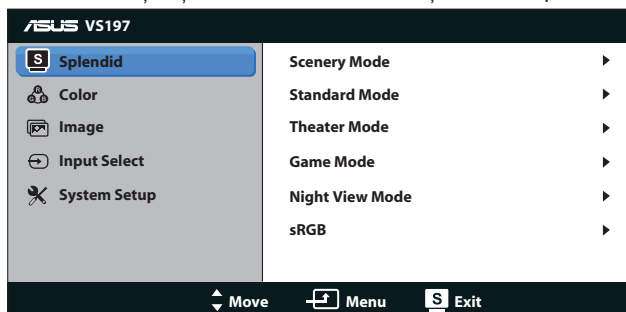 /SUS VS197
S Splendid
Color
Image
Input Select
System Setup
Scenery Mode
Standard Mode
Theater Mode
Game Mode
Night View Mode
sRGB
Move Menu S Exit